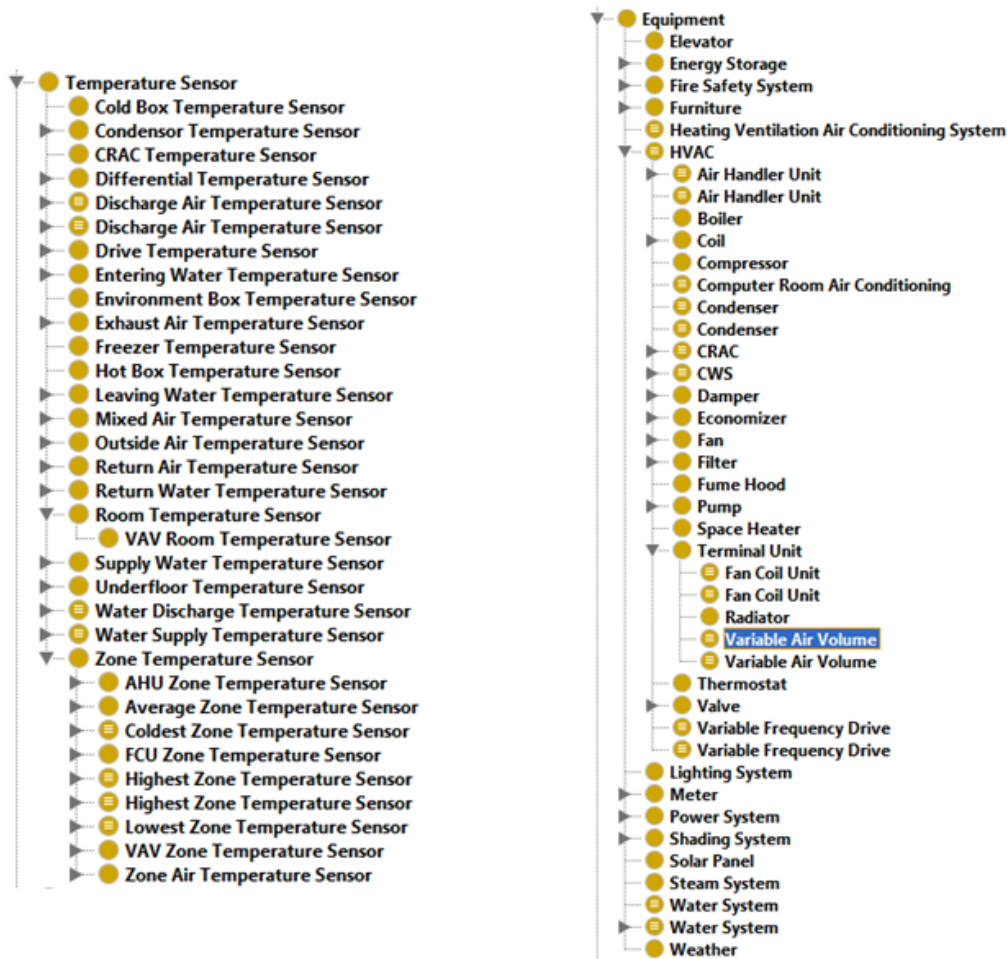 Temperature Sensor
Cold Box Temperature Sensor
Condensor Temperature Sensor
CRAC Temperature Sensor
Differential Temperature Sensor
Discharge Air Temperature Sensor
Discharge Air Temperature Sensor
Drive Temperature Sensor
Entering Water Temperature Sensor
Environment Box Temperature Sensor
Exhaust Air Temperature Sensor
Freezer Temperature Sensor
Hot Box Temperature Sensor
Leaving Water Temperature Sensor
Mixed Air Temperature Sensor
Outside Air Temperature Sensor
Return Air Temperature Sensor
Return Water Temperature Sensor
Room Temperature Sensor
VAV Room Temperature Sensor
Supply Water Temperature Sensor
Underfloor Temperature Sensor
Water Discharge Temperature Sensor
Water Supply Temperature Sensor
Zone Temperature Sensor
AHU Zone Temperature Sensor
Average Zone Temperature Sensor
Coldest Zone Temperature Sensor
FCU Zone Temperature Sensor
Highest Zone Temperature Sensor
Highest Zone Temperature Sensor
Lowest Zone Temperature Sensor
VAV Zone Temperature Sensor
Zone Air Temperature Sensor
Equipment
Elevator
Energy Storage
Fire Safety System
Furniture
Heating Ventilation Air Conditioning System
HVAC
Air Handler Unit
Air Handler Unit
Boiler
Coil
Compressor
Computer Room Air Conditioning
Condenser
Condenser
CRAC
CWS
Damper
Economizer
Fan
Filter
Fume Hood
Pump
Space Heater
Terminal Unit
Fan Coil Unit
Fan Coil Unit
Radiator
Variable Air Volume
Variable Air Volume
Thermostat
Valve
Variable Frequency Drive
Variable Frequency Drive
Lighting System
Meter
Power System
Shading System
Solar Panel
Steam System
Water System
Water System
Weather